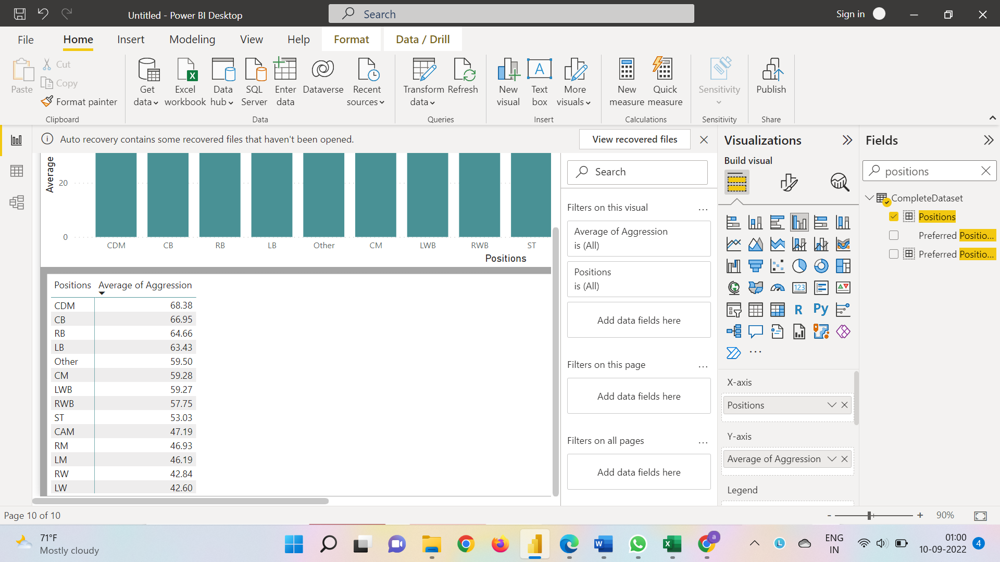 Untitled - Power BI Desktop
Search
Sign in
File
Home
Insert
Modeling
View
Help
Format
Data / Drill
Paste
Cut
Copy
Format painter
Clipboard
Get data
Excel workbook
Data hub
SQL Server
Enter data
Dataverse
Recent sources
Data
Transform data
Refresh
Queries
New visual
Text box
More visuals
Insert
New measure
Quick measure
Calculations
Sensitivity
Sensitivity
Publish
Share
Auto recovery contains some recovered files that haven't been opened.
View recovered files
Average
20
0
CDM CB RB LB Other CM LWB RWB ST
Positions
Positions Average of Aggression
CDM 68.38
CB 66.95
RB 64.66
LB 63.43
Other 59.50
CM 59.28
LWB 59.27
RWB 57.75
ST 53.03
CAM 47.19
RM 46.93
LM 46.19
RW 42.84
LW 42.60
Search
Filters on this visual ...
Average of Aggression
is (All)
Positions
is (All)
Add data fields here
Filters on this page ...
Add data fields here
Filters on all pages ...
Add data fields here
Visualizations
Build visual
123
R
Py
...
X-axis
Positions
Y-axis
Average of Aggression
Legend
Fields
positions
CompleteDataset
Positions
Preferred Positio...
Preferred Positio...
Page 10 of 10
- + 90%
71°F
Mostly cloudy
ENG
IN
01:00
10-09-2022
4